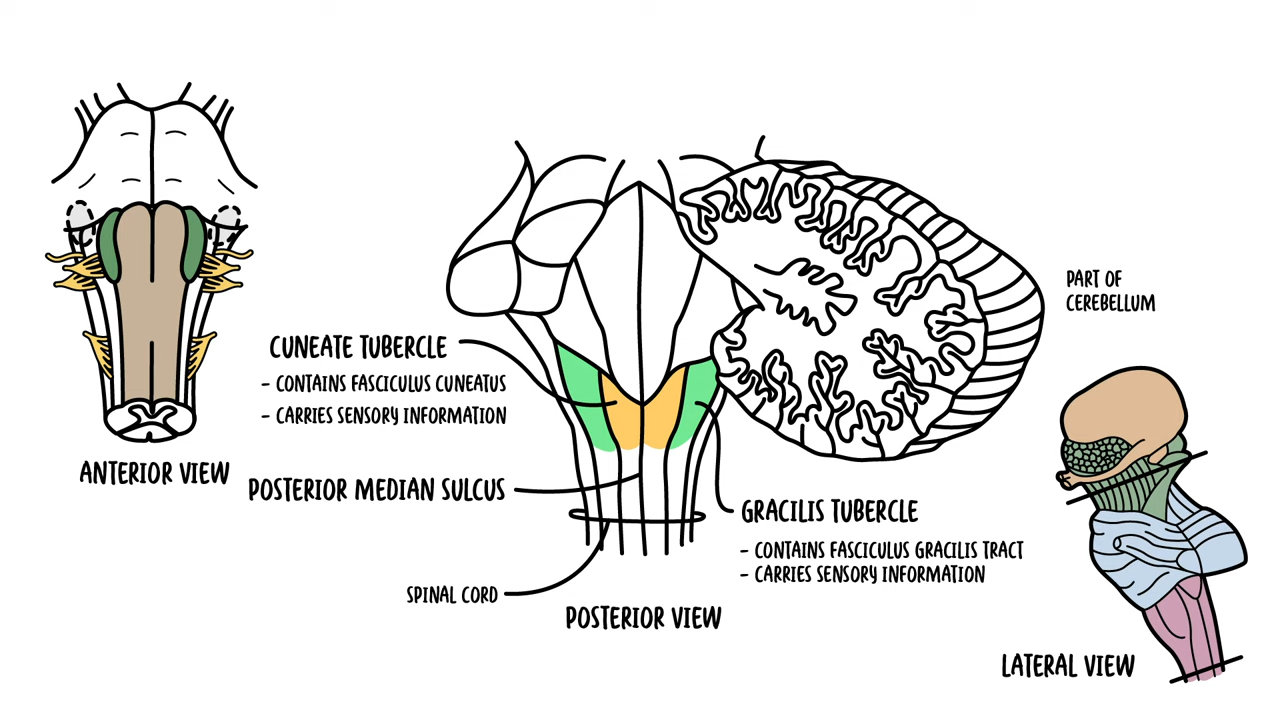 CUNEATE TUBERCLE
- CONTAINS FASCICULUS CUNEATUS
- CARRIES SENSORY INFORMATION
ANTERIOR VIEW
POSTERIOR MEDIAN SULCUS
SPINAL CORD
POSTERIOR VIEW
PART OF
CEREBELLUM
GRACILIS TUBERCLE
- CONTAINS FASCICULUS GRACILIS TRACT
- CARRIES SENSORY INFORMATION
LATERAL VIEW